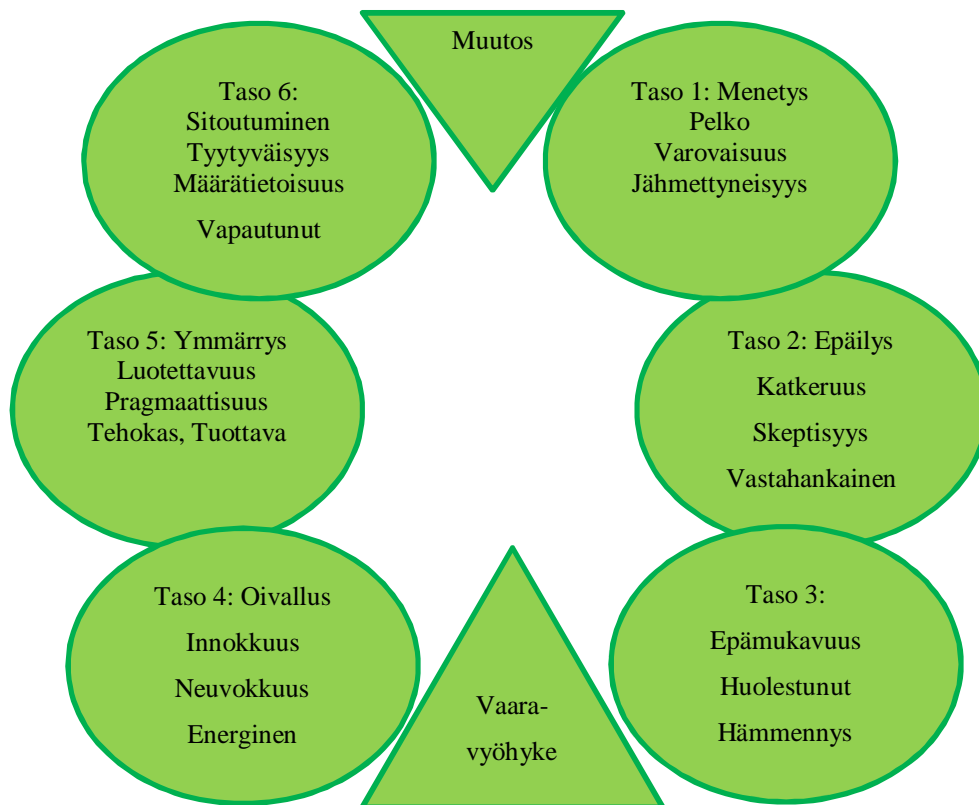 Muutos
Taso 1: Menetys
Pelko
Varovaisuus
Jähmettyneisyys
Taso 2: Epäilys
Katkeruus
Skeptisyys
Vastahankainen
Taso 3:
Epämukavuus
Huolestunut
Hämmennys
Vaara-
vyöhyke
Taso 4: Oivallus
Innokkuus
Neuvokkuus
Energinen
Taso 5: Ymmärrys
Luotettavuus
Pragmaattisuus
Tehokas, Tuottava
Taso 6:
Sitoutuminen
Tyytyväisyys
Määrätietoisuus
Vapautunut